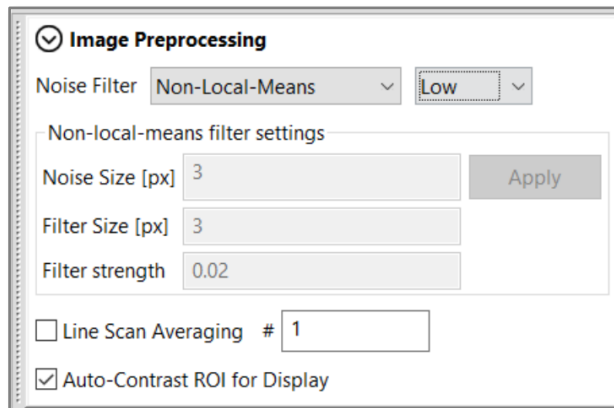 Image Preprocessing
Noise Filter Non-Local-Means Low
Non-local-means filter settings
Noise Size [px] 3 Apply
Filter Size [px] 3
Filter strength 0.02
Line Scan Averaging # 1
Auto-Contrast ROI for Display